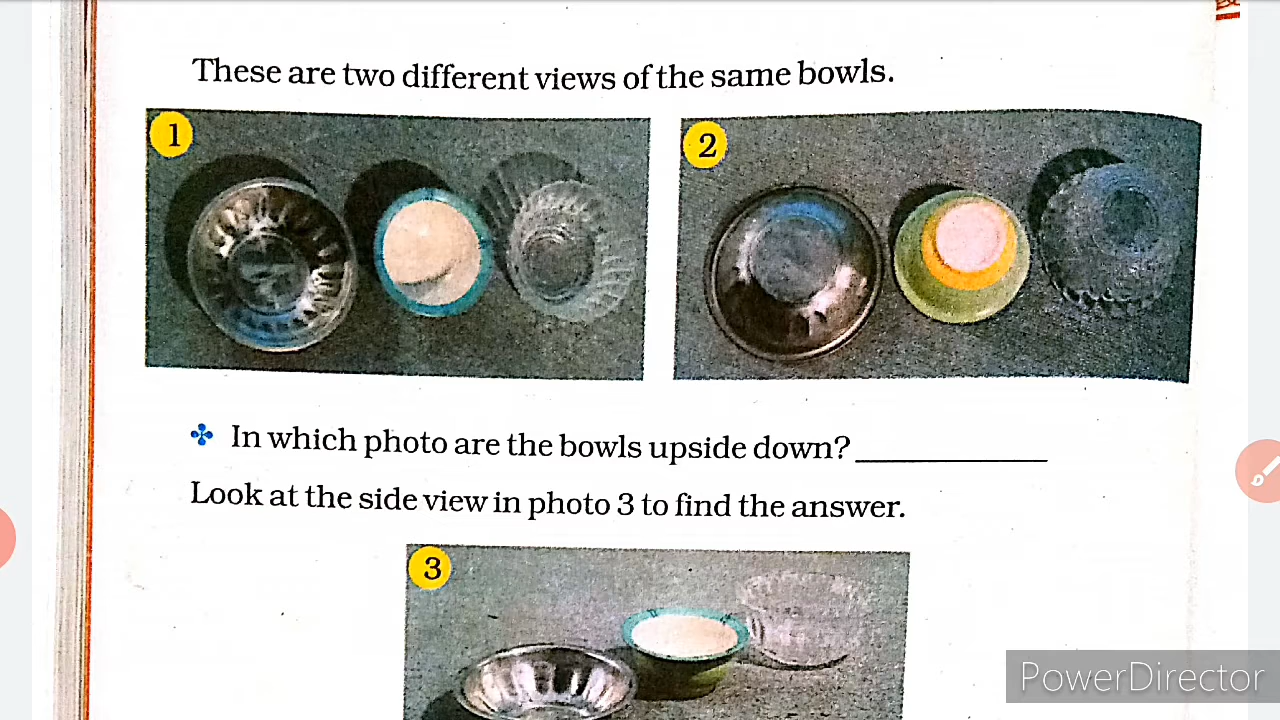 These are two different views of the same bowls.
1
2
In which photo are the bowls upside down?
Look at the side view in photo 3 to find the answer.
3
PowerDirector